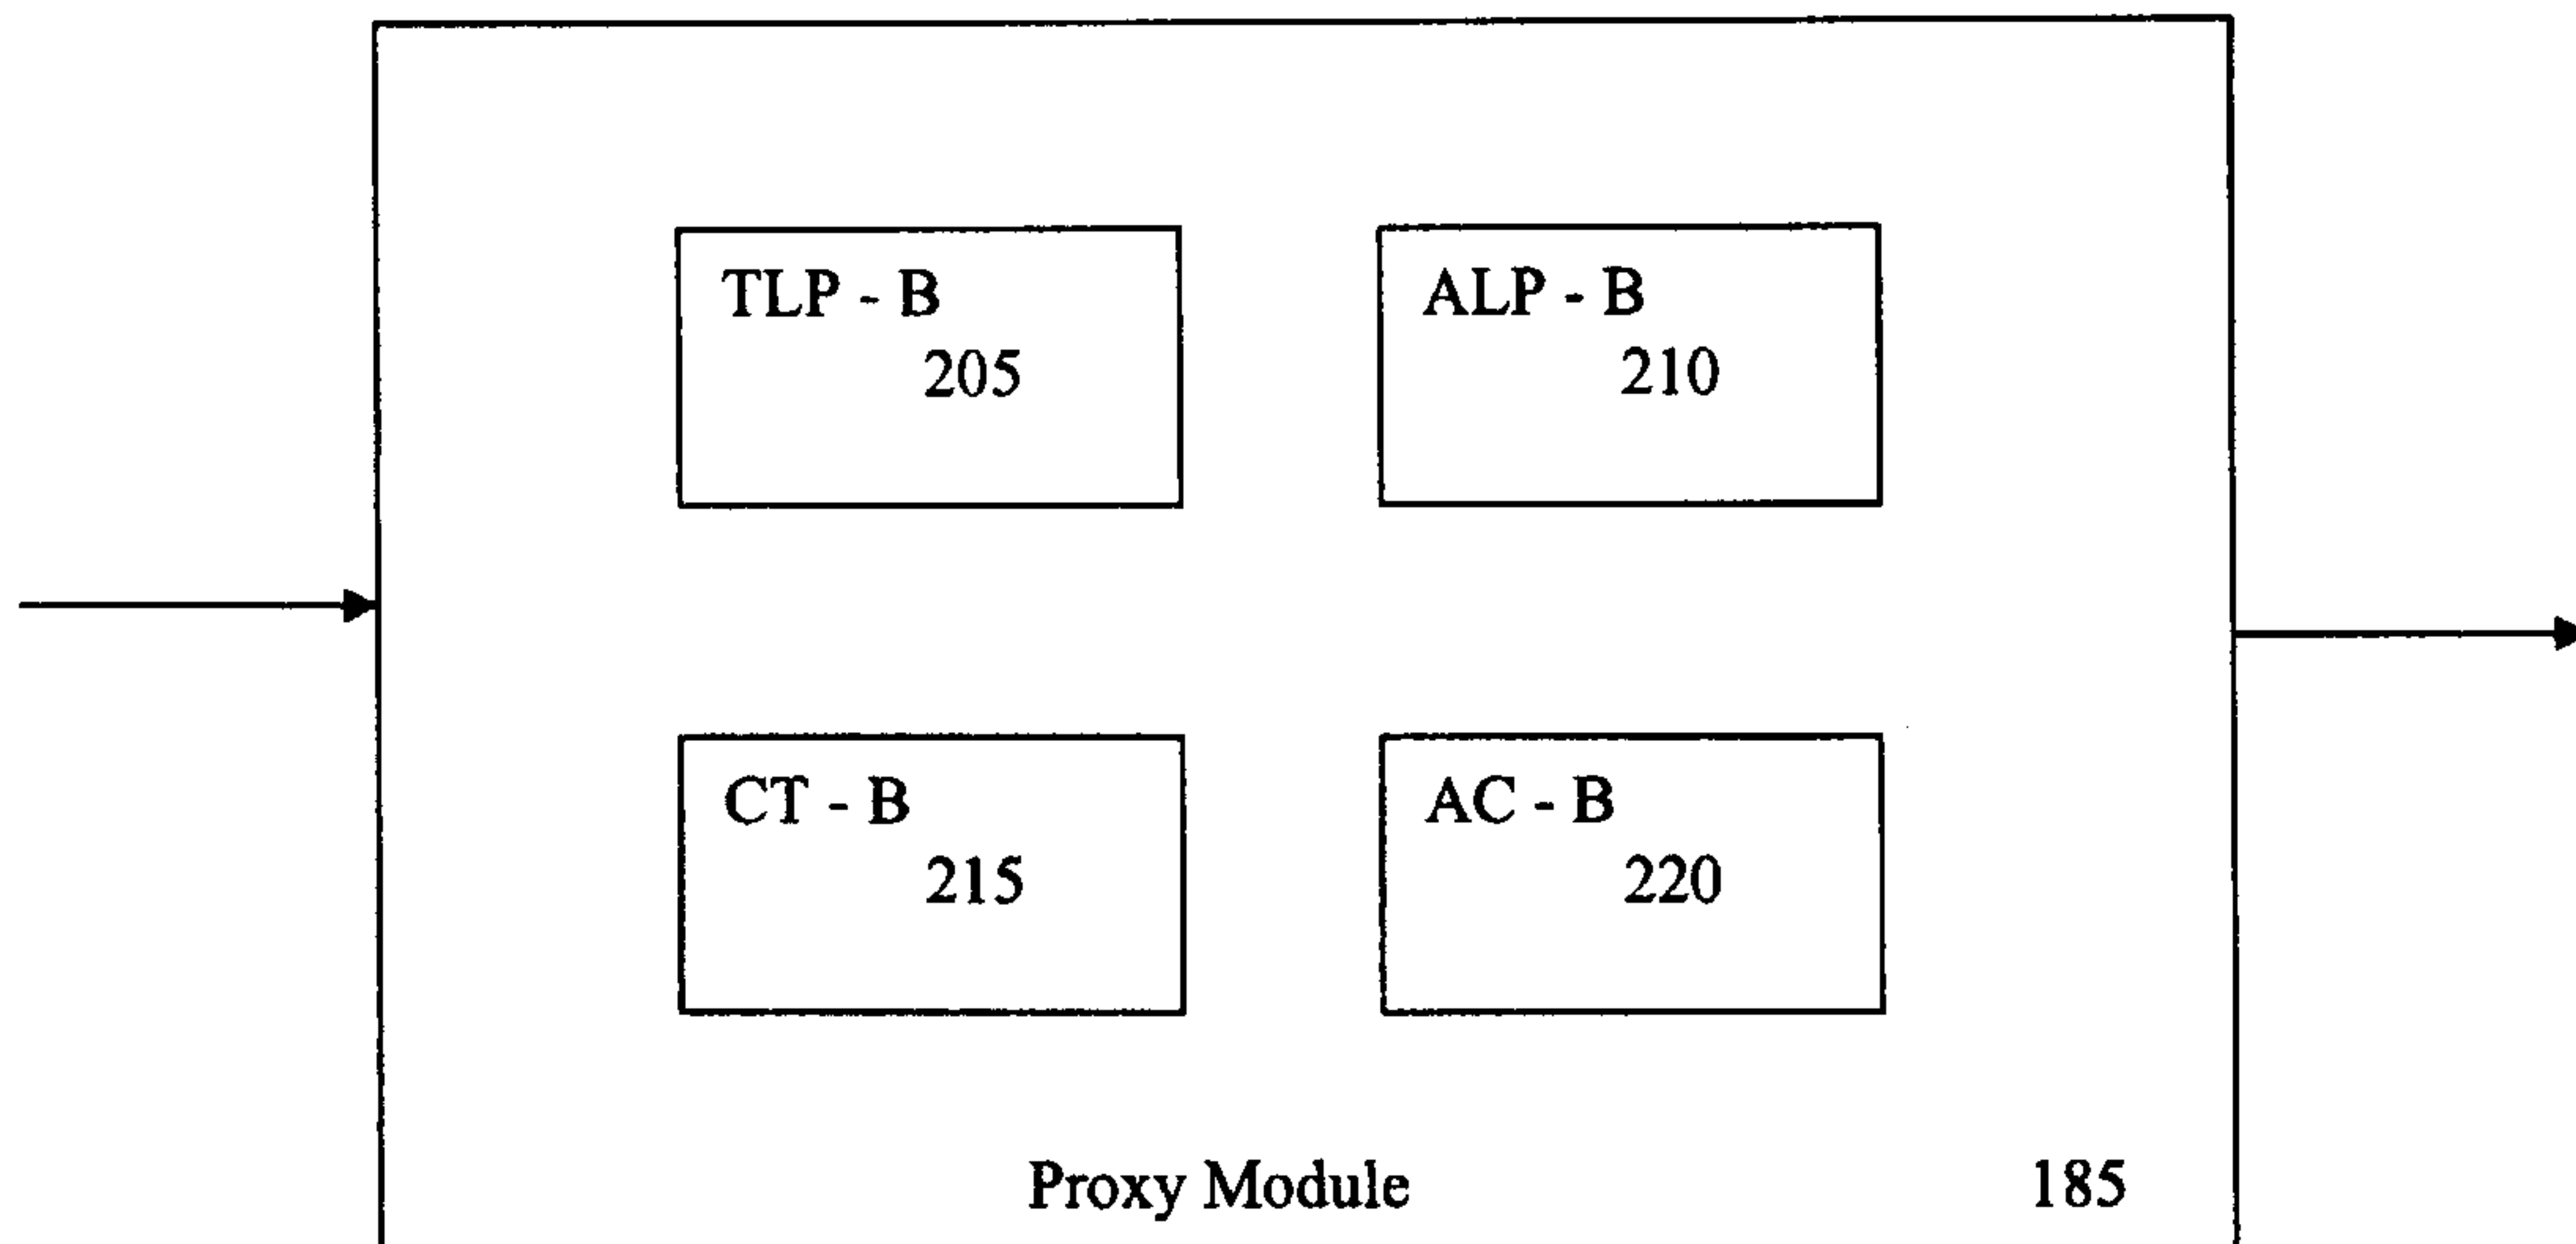 TLP - B
205
ALP - B
210
CT - B
215
AC - B
220
Proxy Module
185